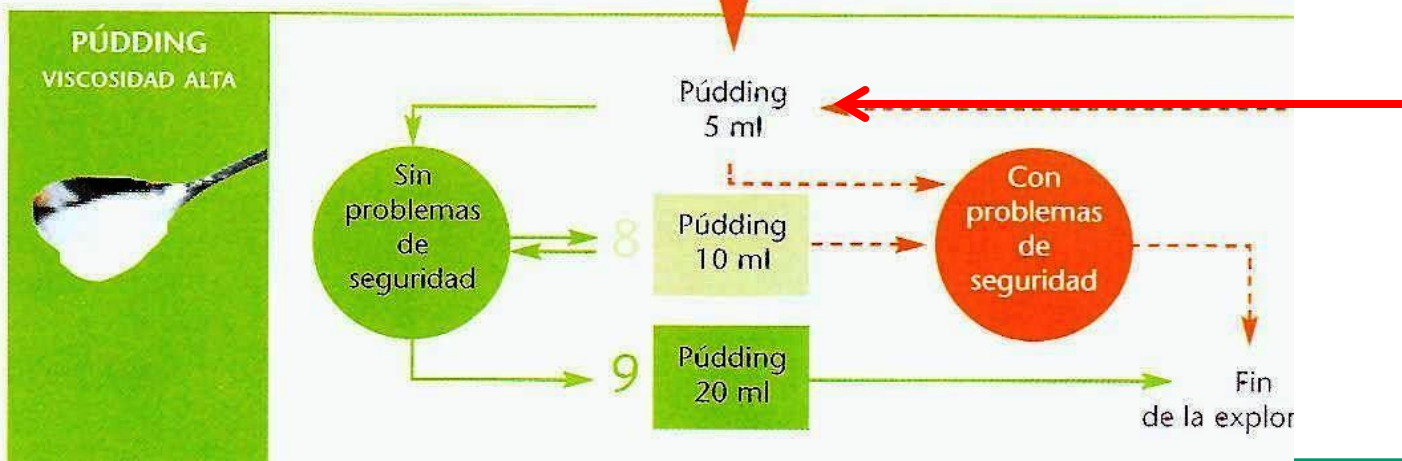 PÚDDING
VISCOSIDAD ALTA
Púdding
5 ml
Sin
problemas
de
seguridad
8
Púdding
10 ml
Con
problemas
de
seguridad
9
Púdding
20 ml
Fin
de la explor